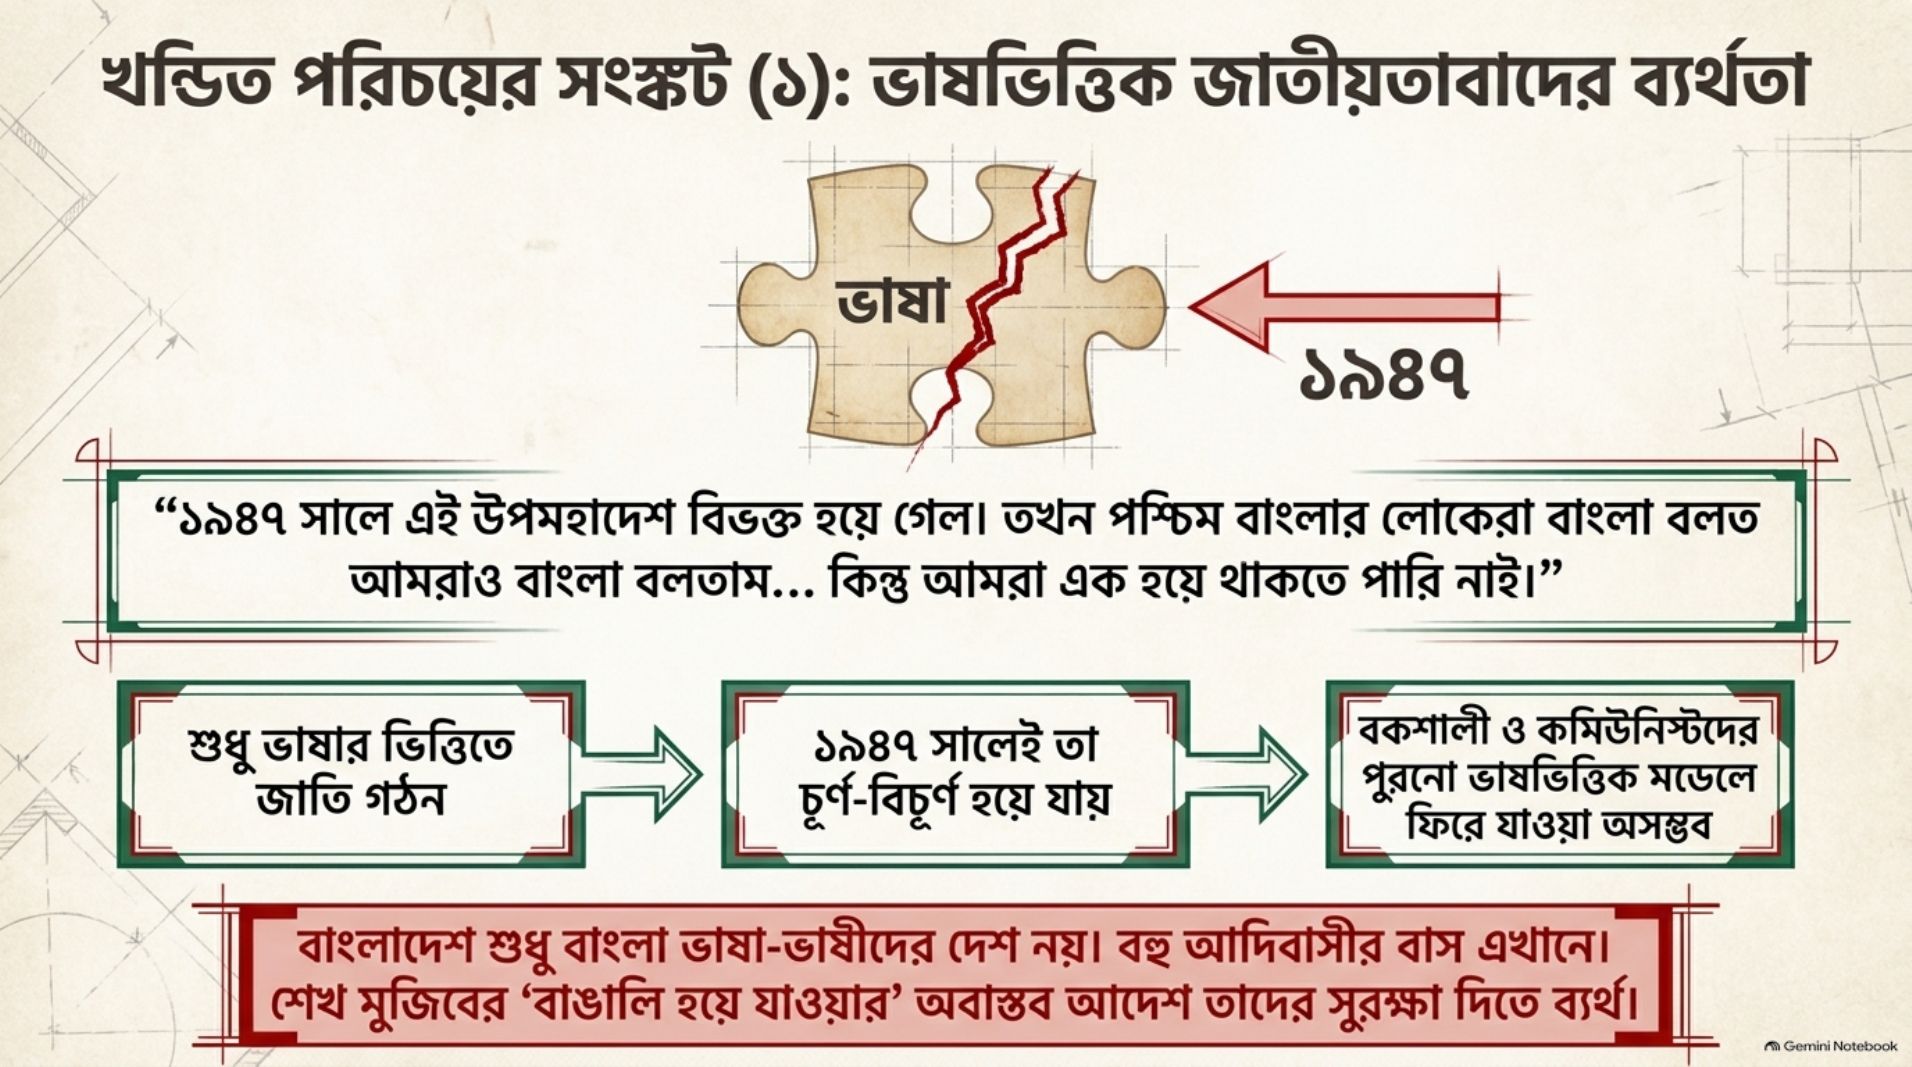 খন্ডিত পরিচয়ের সংঙ্কট (১): ভাষভিত্তিক জাতীয়তাবাদের ব্যর্থতা
ভাষা
১৯৪৭
“১৯৪৭ সালে এই উপমহাদেশ বিভক্ত হয়ে গেল। তখন পশ্চিম বাংলার লোকেরা বাংলা বলত
আমরাও বাংলা বলতাম... কিন্তু আমরা এক হয়ে থাকতে পারি নাই।”
শুধু ভাষার ভিত্তিতে
জাতি গঠন
১৯৪৭ সালেই তা
চূর্ণ-বিচূর্ণ হয়ে যায়
বকশালী ও কমিউনিস্টদের
পুরনো ভাষভিত্তিক মডেলে
ফিরে যাওয়া অসম্ভব
বাংলাদেশ শুধু বাংলা ভাষা-ভাষীদের দেশ নয়। বহু আদিবাসীর বাস এখানে।
শেখ মুজিবের ‘বাঙালি হয়ে যাওয়ার’ অবাস্তব আদেশ তাদের সুরক্ষা দিতে ব্যর্থ।
Gemini Notebook